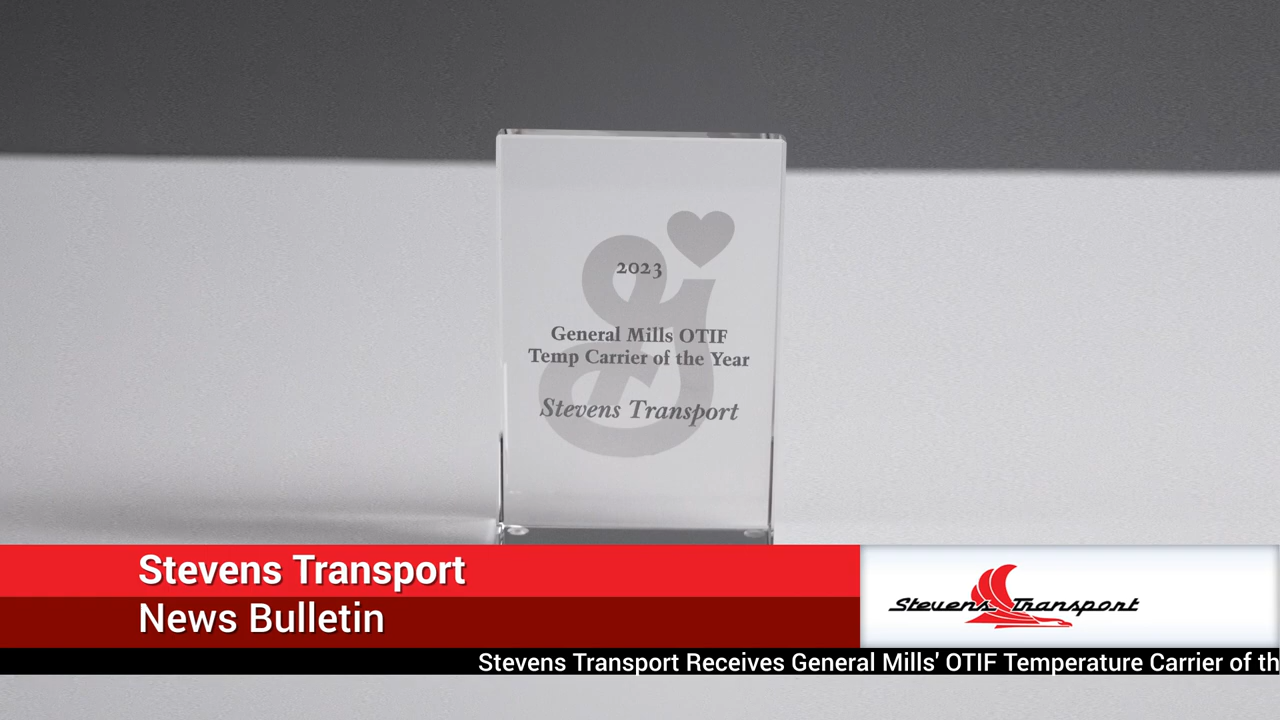 2023
General Mills OTIF
Temp Carrier of the Year
Stevens Transport
Stevens Transport
News Bulletin
Stevens Transport
Stevens Transport Receives General Mills' OTIF Temperature Carrier of th